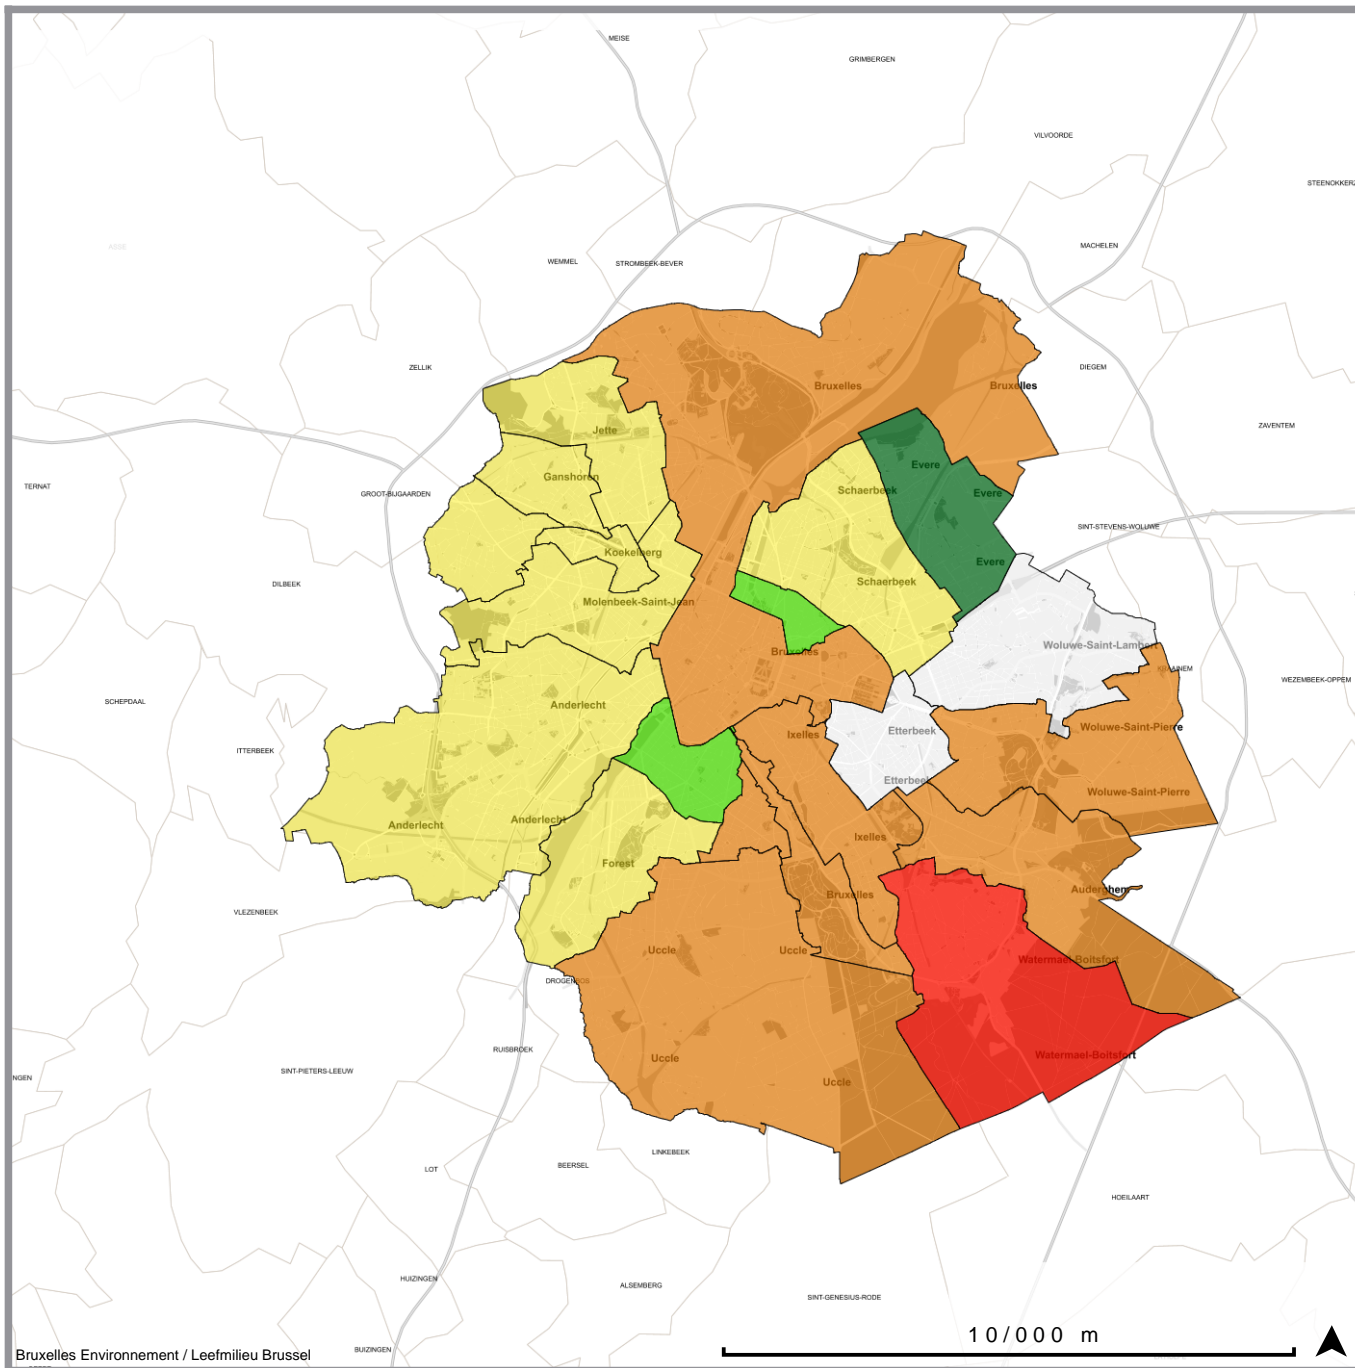 MEISE
GRIMBERGEN
VILVOORDE
STEENOKKERZ
ASSE
MACHELEN
WEMMEL
STROMBEEK-BEVER
ZELLIK
DIEGEM
Bruxelles
Bruxelles
ZAVENTEM
Jette
Evere
Ganshoren
TERNAT
GROOT-BIJGAARDEN
Schaerbeek
Evere
SINT-STEVENS-WOLUWE
Koekelberg
Evere
DILBEEK
Schaerbeek
Molenbeek-Saint-Jean
Woluwe-Saint-Lambert
Bruxelles
KRAAINEM
WEZEMBEEK-OPPEM
SCHEPDAAL
Anderlecht
Woluwe-Saint-Pierre
Ixelles
Etterbeek
ITTERBEEK
Etterbeek
Woluwe-Saint-Pierre
Anderlecht
Anderlecht
Ixelles
Forest
Auderghem
Bruxelles
VLEZENBEEK
Uccle
Uccle
Watermael-Boitsfort
DROGENBOS
RUISBROEK
Uccle
Watermael-Boitsfort
SINT-PIETERS-LEEUW
NGEN
Uccle
LINKEBEEK
LOT
BEERSEL
HOEILAART
HUIZINGEN
ALSEMBERG
SINT-GENESIUS-RODE
10/000 m
BUIZINGEN
Bruxelles Environnement / Leefmilieu Brussel